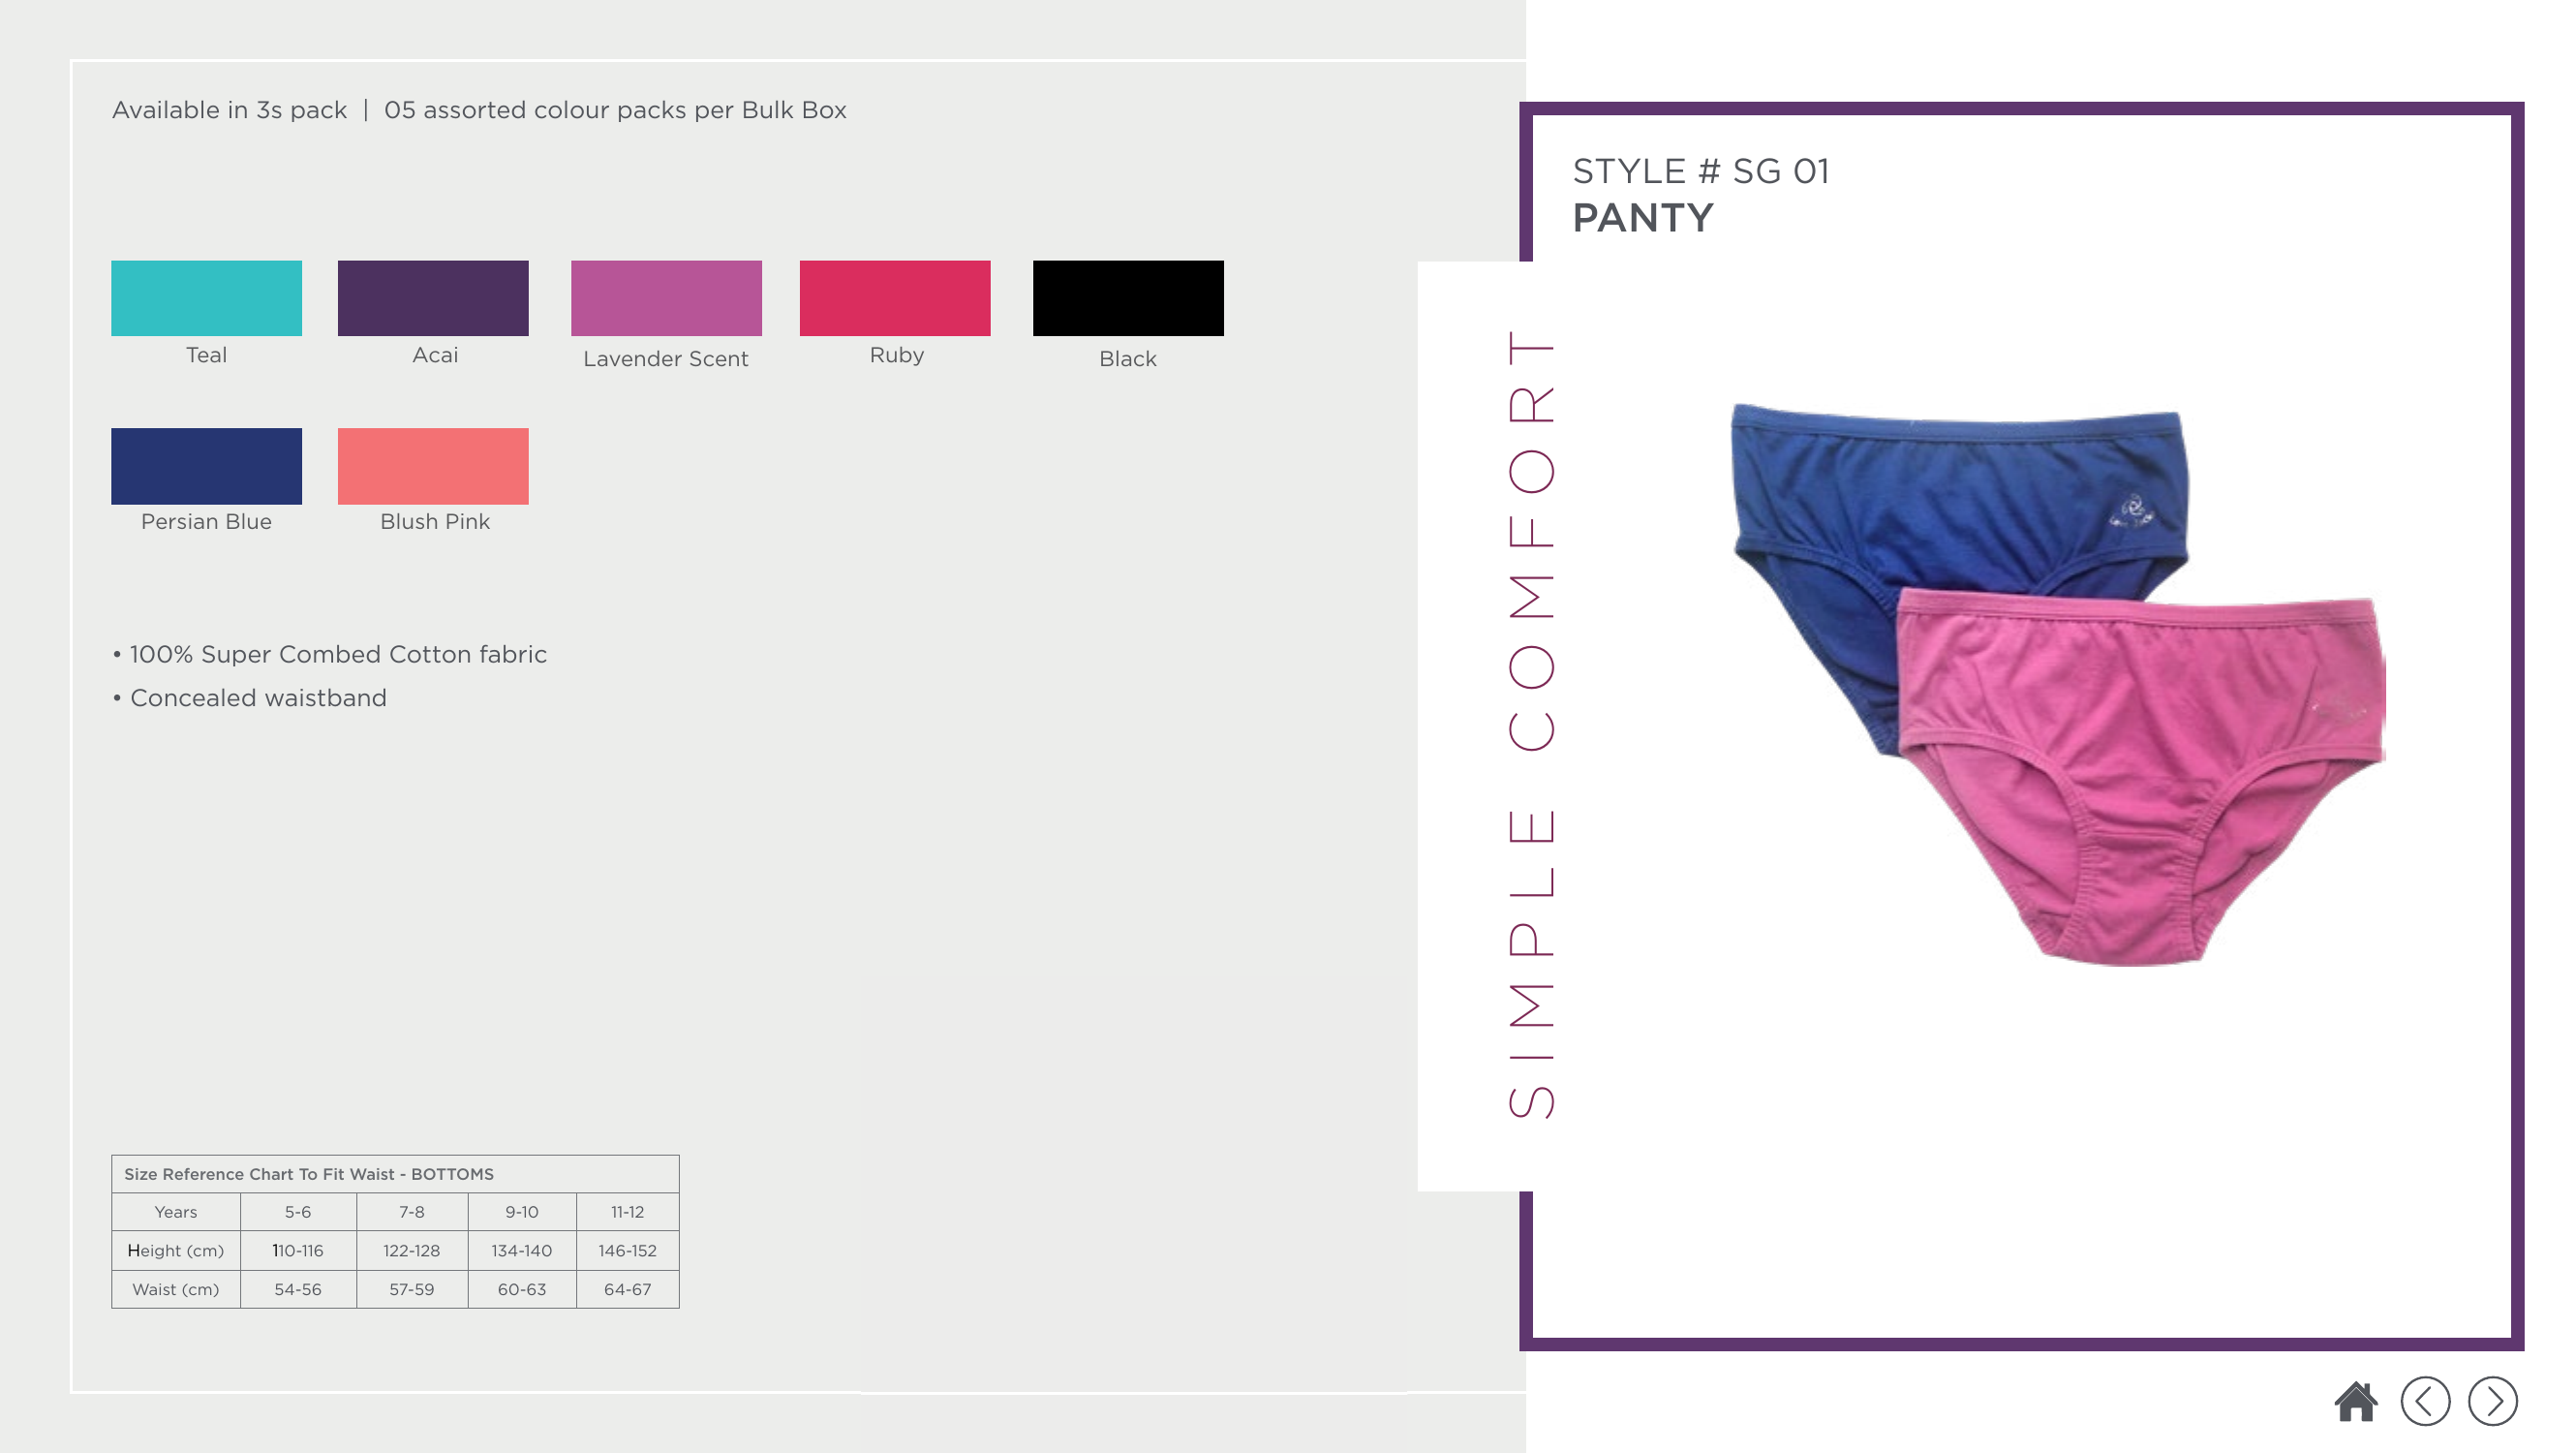 Available in 3s pack | 05 assorted colour packs per Bulk Box
Teal
Acai
Lavender Scent
Ruby
Black
Persian Blue
Blush Pink
• 100% Super Combed Cotton fabric
• Concealed waistband
Size Reference Chart To Fit Waist - BOTTOMS
Years 5-6 7-8 9-10 11-12
Height (cm) 110-116 122-128 134-140 146-152
Waist (cm) 54-56 57-59 60-63 64-67
SIMPLE COMFORT
STYLE # SG 01
PANTY